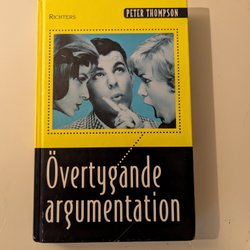 RICHTERS
PETER THOMPSON
Övertygande
argumentation